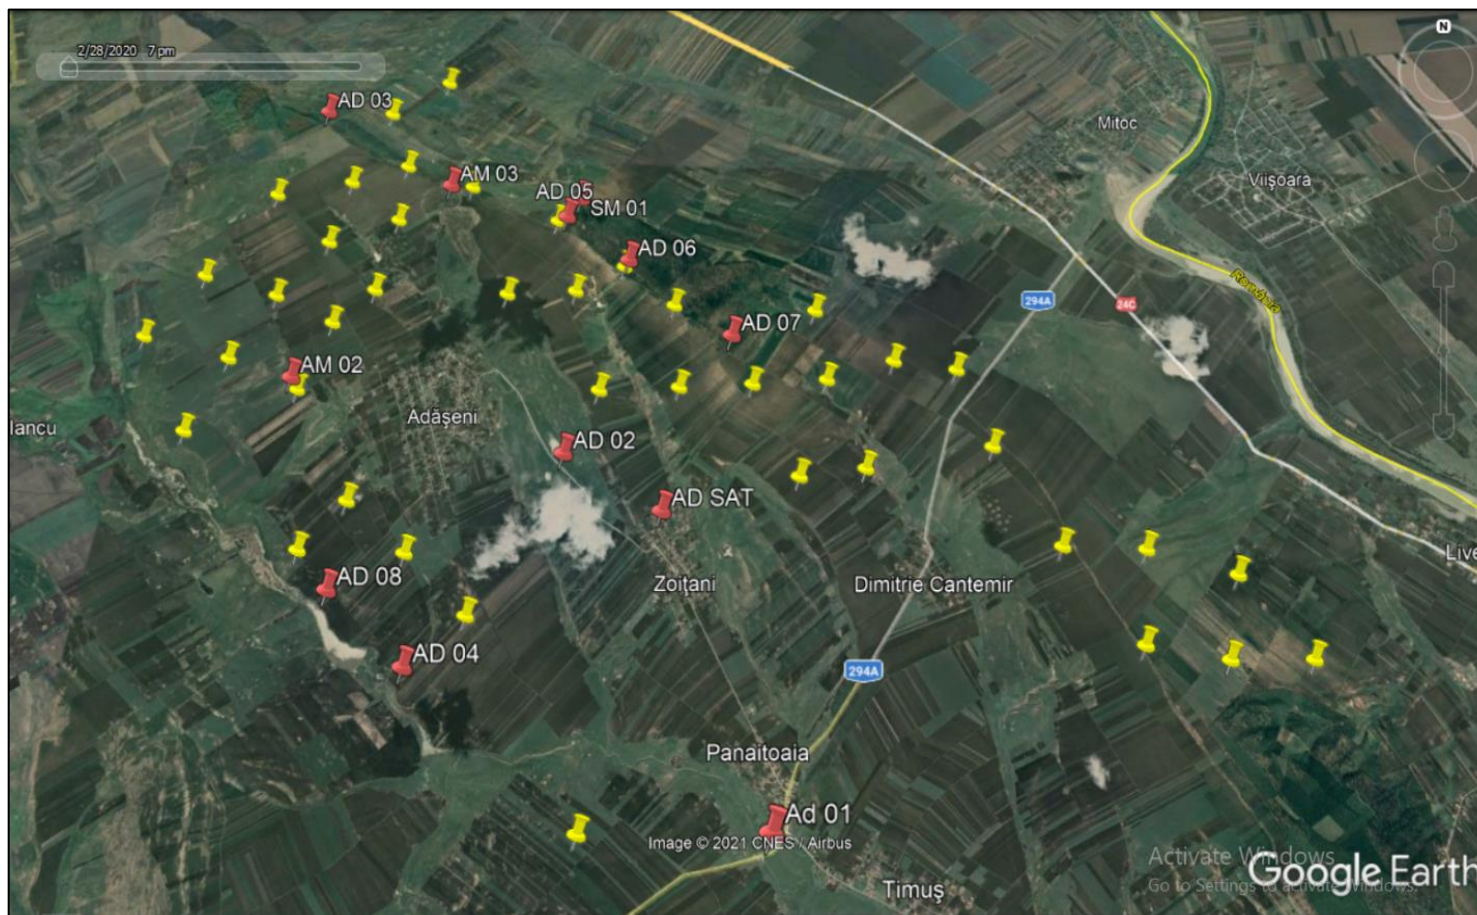 2/28/2020 7 pm
N
AD 03
Mitoc
AM 03
Viișoara
AD 05
SM 01
AD 06
România
294A
24C
AD 07
AM 02
Adășeni
Iancu
AD 02
AD SAT
Live
AD 08
Zoițani
Dimitrie Cantemir
AD 04
294A
Panaitoaia
Ad 01
Image © 2021 CNES / Airbus
Activate Windows
Go to Settings to activate Windows.
Google Earth
Timuș